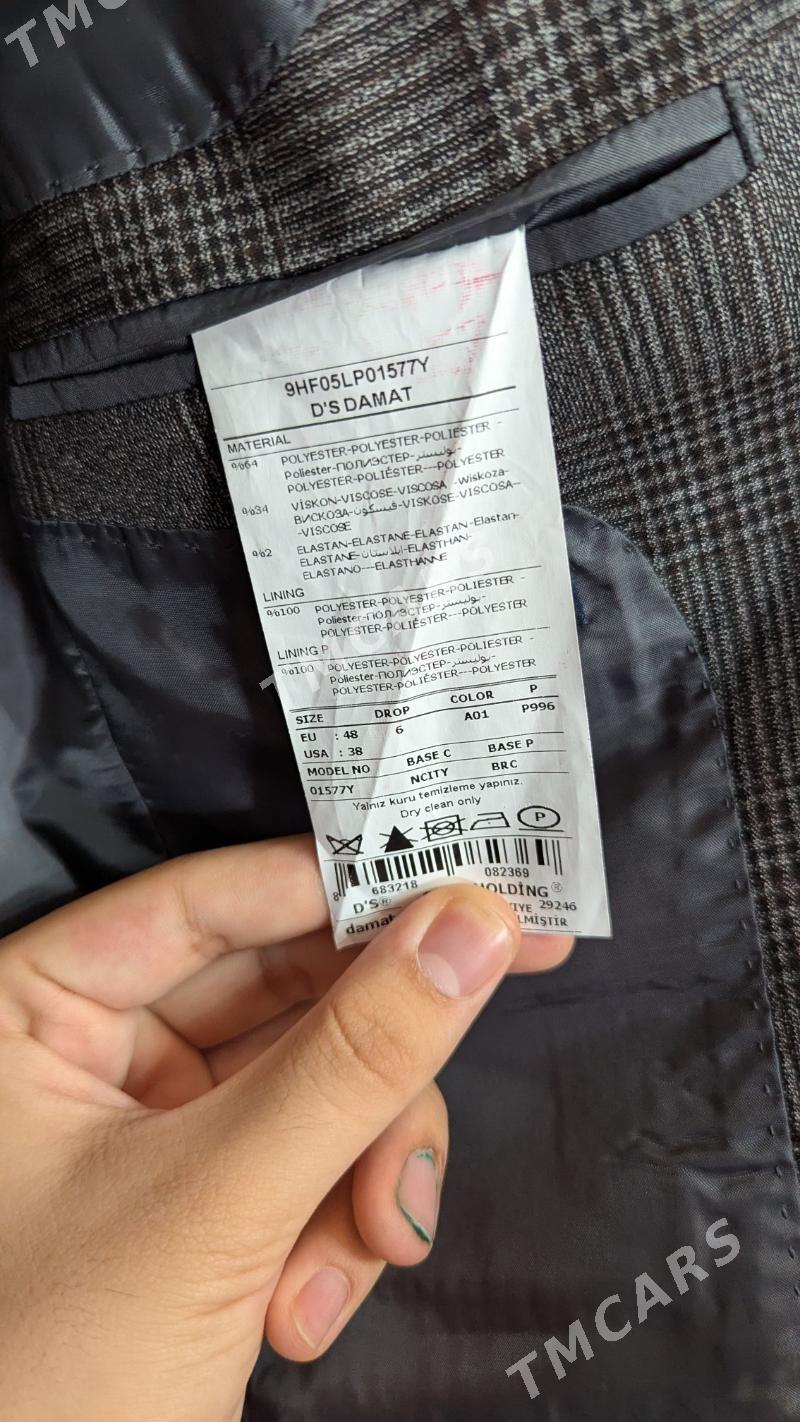 TMCARS
9HF05LP01577Y
D'S DAMAT
MATERIAL
%64 POLYESTER-POLYESTER-POLIESTER -
Poliester-ПОЛИЭСТЕР-بوليستر-
POLYESTER-POLIÉSTER---POLYESTER
%34 VİSKON-VISCOSE-VISCOSA -Wiskoza-
ВИСКОЗА-فيسكون-VISKOSE-VISCOSA--
-VISCOSE
%2 ELASTAN-ELASTANE-ELASTAN-Elastan-
ELASTANE-ايلاستان-ELASTHAN-
ELASTANO---ELASTHANNE
LINING
%100 POLYESTER-POLYESTER-POLIESTER -
Poliester-ПОЛИЭСТЕР-بوليستر-
POLYESTER-POLIÉSTER---POLYESTER
LINING P
%100 POLYESTER-POLYESTER-POLIESTER -
Poliester-ПОЛИЭСТЕР-بوليستر-
POLYESTER-POLIÉSTER---POLYESTER
SIZE DROP COLOR P
EU : 48 6 A01 P996
USA : 38
MODEL NO BASE C BASE P
01577Y NCITY BRC
Yalnız kuru temizleme yapınız.
Dry clean only
P
8 683218 082369
D'S® HOLDİNG®
29246
TMCARS